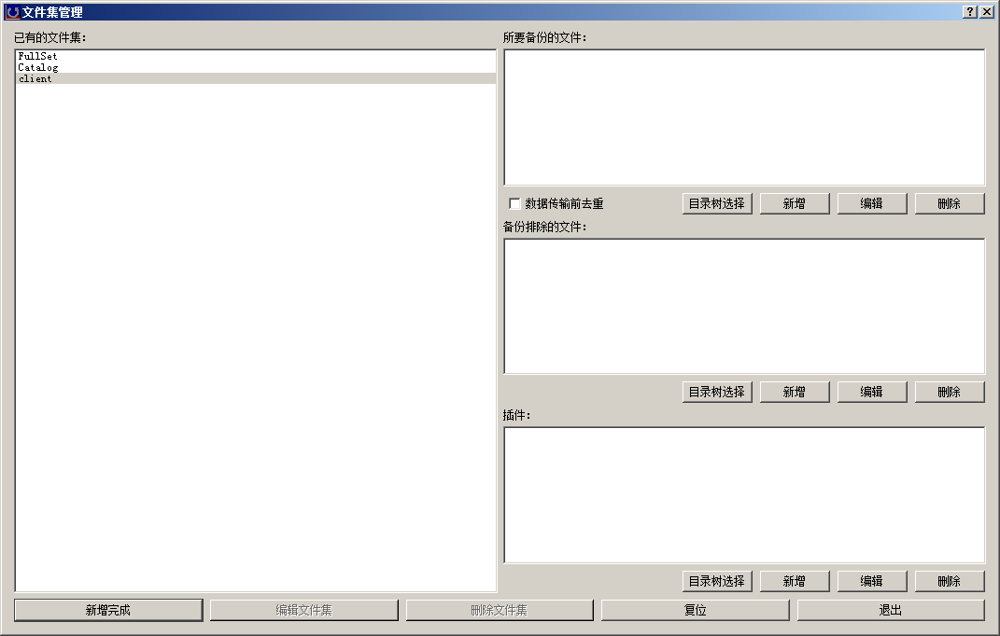 文件集管理
已有的文件集：
FullSet
Catalog
client
所要备份的文件：
数据传输前去重 目录树选择 新增 编辑 删除
备份排除的文件：
目录树选择 新增 编辑 删除
插件：
目录树选择 新增 编辑 删除
新增完成 编辑文件集 删除文件集 复位 退出